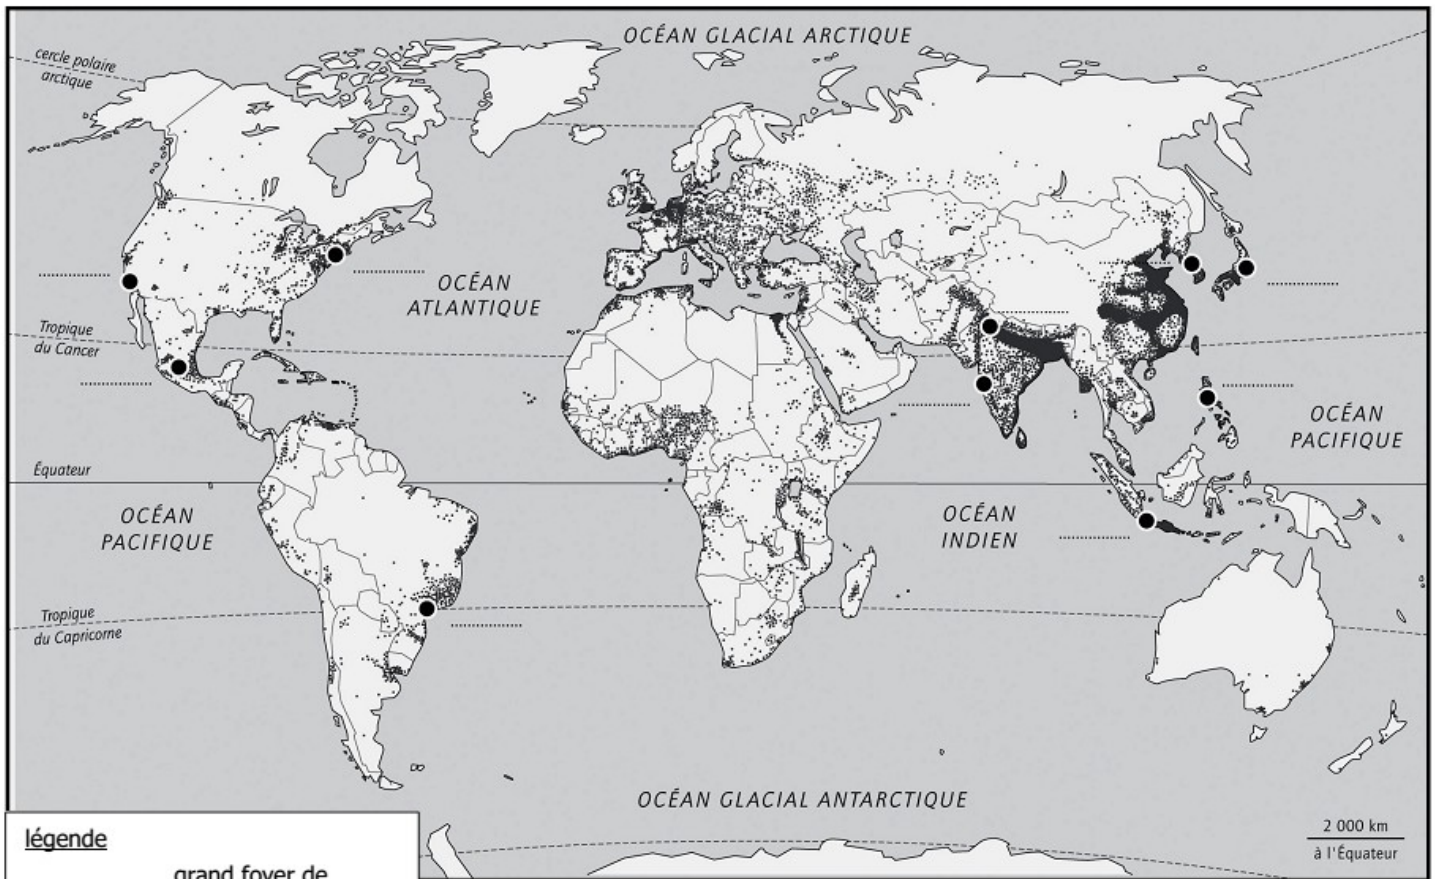 OCÉAN GLACIAL ARCTIQUE
cercle polaire
arctique
OCÉAN
ATLANTIQUE
Tropique
du Cancer
OCÉAN
PACIFIQUE
Équateur
OCÉAN
PACIFIQUE
OCÉAN
INDIEN
Tropique
du Capricorne
OCÉAN GLACIAL ANTARCTIQUE
2 000 km
à l'Équateur
légende
grand foyer de